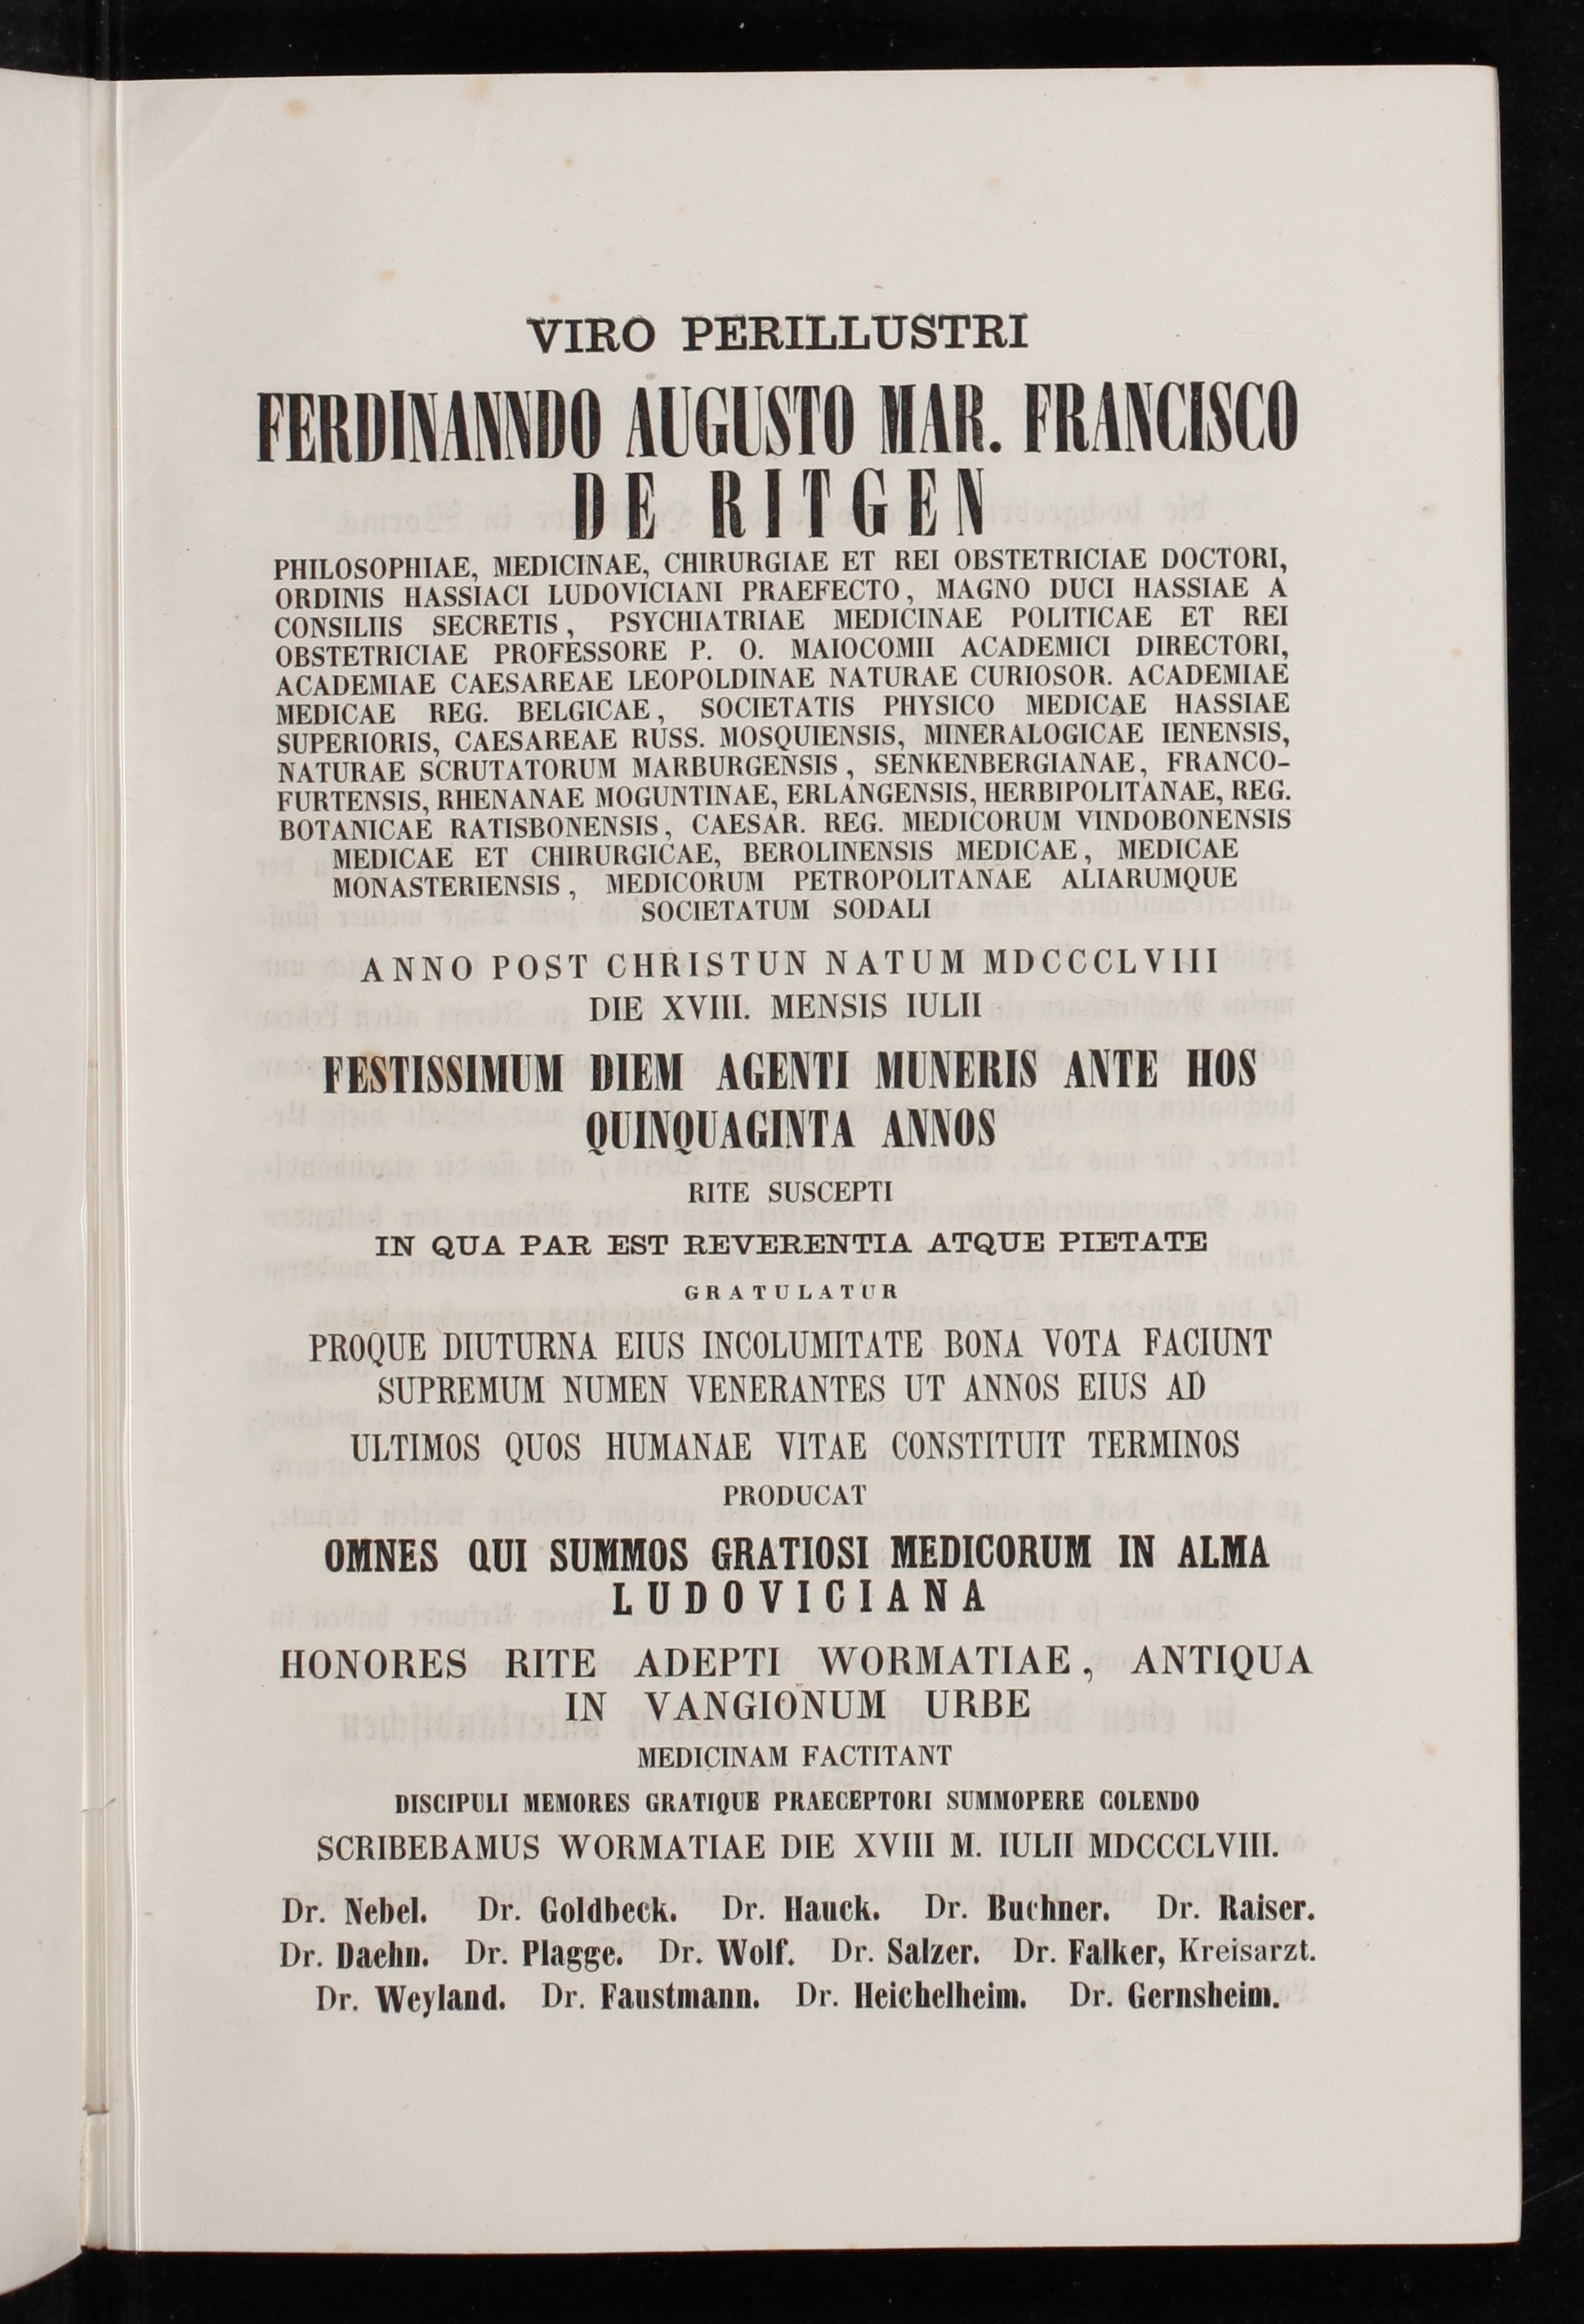 VIRO PERILLUSTRI
FERDINANNDO AUGUSTO MAR. FRANCISCO
DE RITGEN
PHILOSOPHIAE, MEDICINAE, CHIRURGIAE ET REI OBSTETRICIAE DOCTORI,
ORDINIS HASSIACI LUDOVICIANI PRAEFECTO, MAGNO DUCI HASSIAE A
CONSILIIS SECRETIS, PSYCHIATRIAE MEDICINAE POLITICAE ET REI
OBSTETRICIAE PROFESSORE P. O. MAIOCOMII ACADEMICI DIRECTORI,
ACADEMIAE CAESAREAE LEOPOLDINAE NATURAE CURIOSOR. ACADEMIAE
MEDICAE REG. BELGICAE, SOCIETATIS PHYSICO MEDICAE HASSIAE
SUPERIORIS, CAESAREAE RUSS. MOSQUIENSIS, MINERALOGICAE IENENSIS,
NATURAE SCRUTATORUM MARBURGENSIS, SENKENBERGIANAE, FRANCO-
FURTENSIS, RHENANAE MOGUNTINAE, ERLANGENSIS, HERBIPOLITANAE, REG.
BOTANICAE RATISBONENSIS, CAESAR. REG. MEDICORUM VINDOBONENSIS
MEDICAE ET CHIRURGICAE, BEROLINENSIS MEDICAE, MEDICAE
MONASTERIENSIS, MEDICORUM PETROPOLITANAE ALIARUMQUE
SOCIETATUM SODALI
ANNO POST CHRISTUN NATUM MDCCCLVIII
DIE XVIII. MENSIS IULII
FESTISSIMUM DIEM AGENTI MUNERIS ANTE HOS
QUINQUAGINTA ANNOS
RITE SUSCEPTI
IN QUA PAR EST REVERENTIA ATQUE PIETATE
GRATULATUR
PROQUE DIUTURNA EIUS INCOLUMITATE BONA VOTA FACIUNT
SUPREMUM NUMEN VENERANTES UT ANNOS EIUS AD
ULTIMOS QUOS HUMANAE VITAE CONSTITUIT TERMINOS
PRODUCAT
OMNES QUI SUMMOS GRATIOSI MEDICORUM IN ALMA
LUDOVICIANA
HONORES RITE ADEPTI WORMATIAE, ANTIQUA
IN VANGIONUM URBE
MEDICINAM FACTITANT
DISCIPULI MEMORES GRATIQUE PRAECEPTORI SUMMOPERE COLENDO
SCRIBEBAMUS WORMATIAE DIE XVIII M. IULII MDCCCLVIII.
Dr. Nebel. Dr. Goldbeck. Dr. Hauck. Dr. Buchner. Dr. Raiser.
Dr. Daehn. Dr. Plagge. Dr. Wolf. Dr. Salzer. Dr. Falker, Kreisarzt.
Dr. Weyland. Dr. Faustmann. Dr. Heichelheim. Dr. Gernsheim.